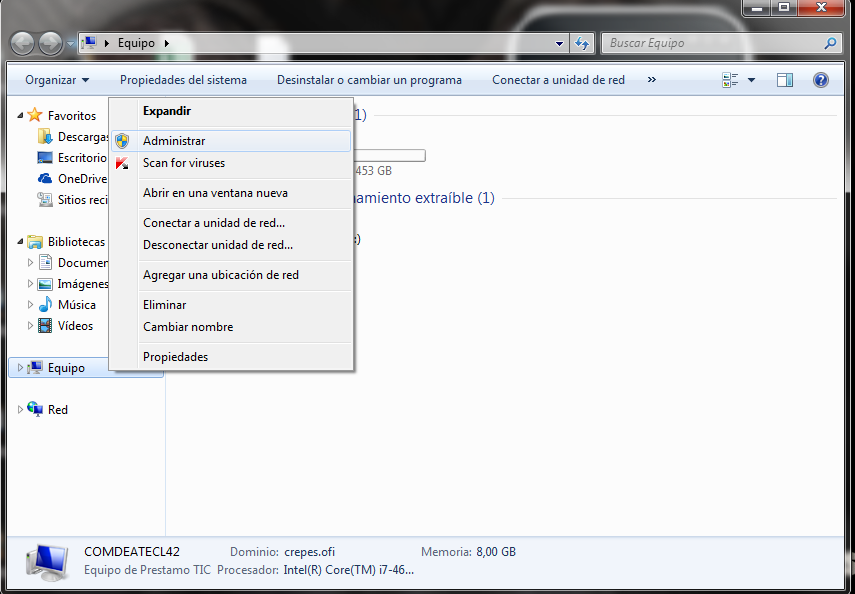 Equipo
Buscar Equipo
Organizar
Propiedades del sistema
Desinstalar o cambiar un programa
Conectar a unidad de red
»
Favoritos
Descargas
Escritorio
OneDrive
Sitios reci
Bibliotecas
Documen
Imágenes
Música
Vídeos
Equipo
Red
Expandir
Administrar
Scan for viruses
Abrir en una ventana nueva
Conectar a unidad de red...
Desconectar unidad de red...
Agregar una ubicación de red
Eliminar
Cambiar nombre
Propiedades
1)
453 GB
amiento extraíble (1)
:)
COMDEATECL42 Dominio: crepes.ofi Memoria: 8,00 GB
Equipo de Prestamo TIC Procesador: Intel(R) Core(TM) i7-46...